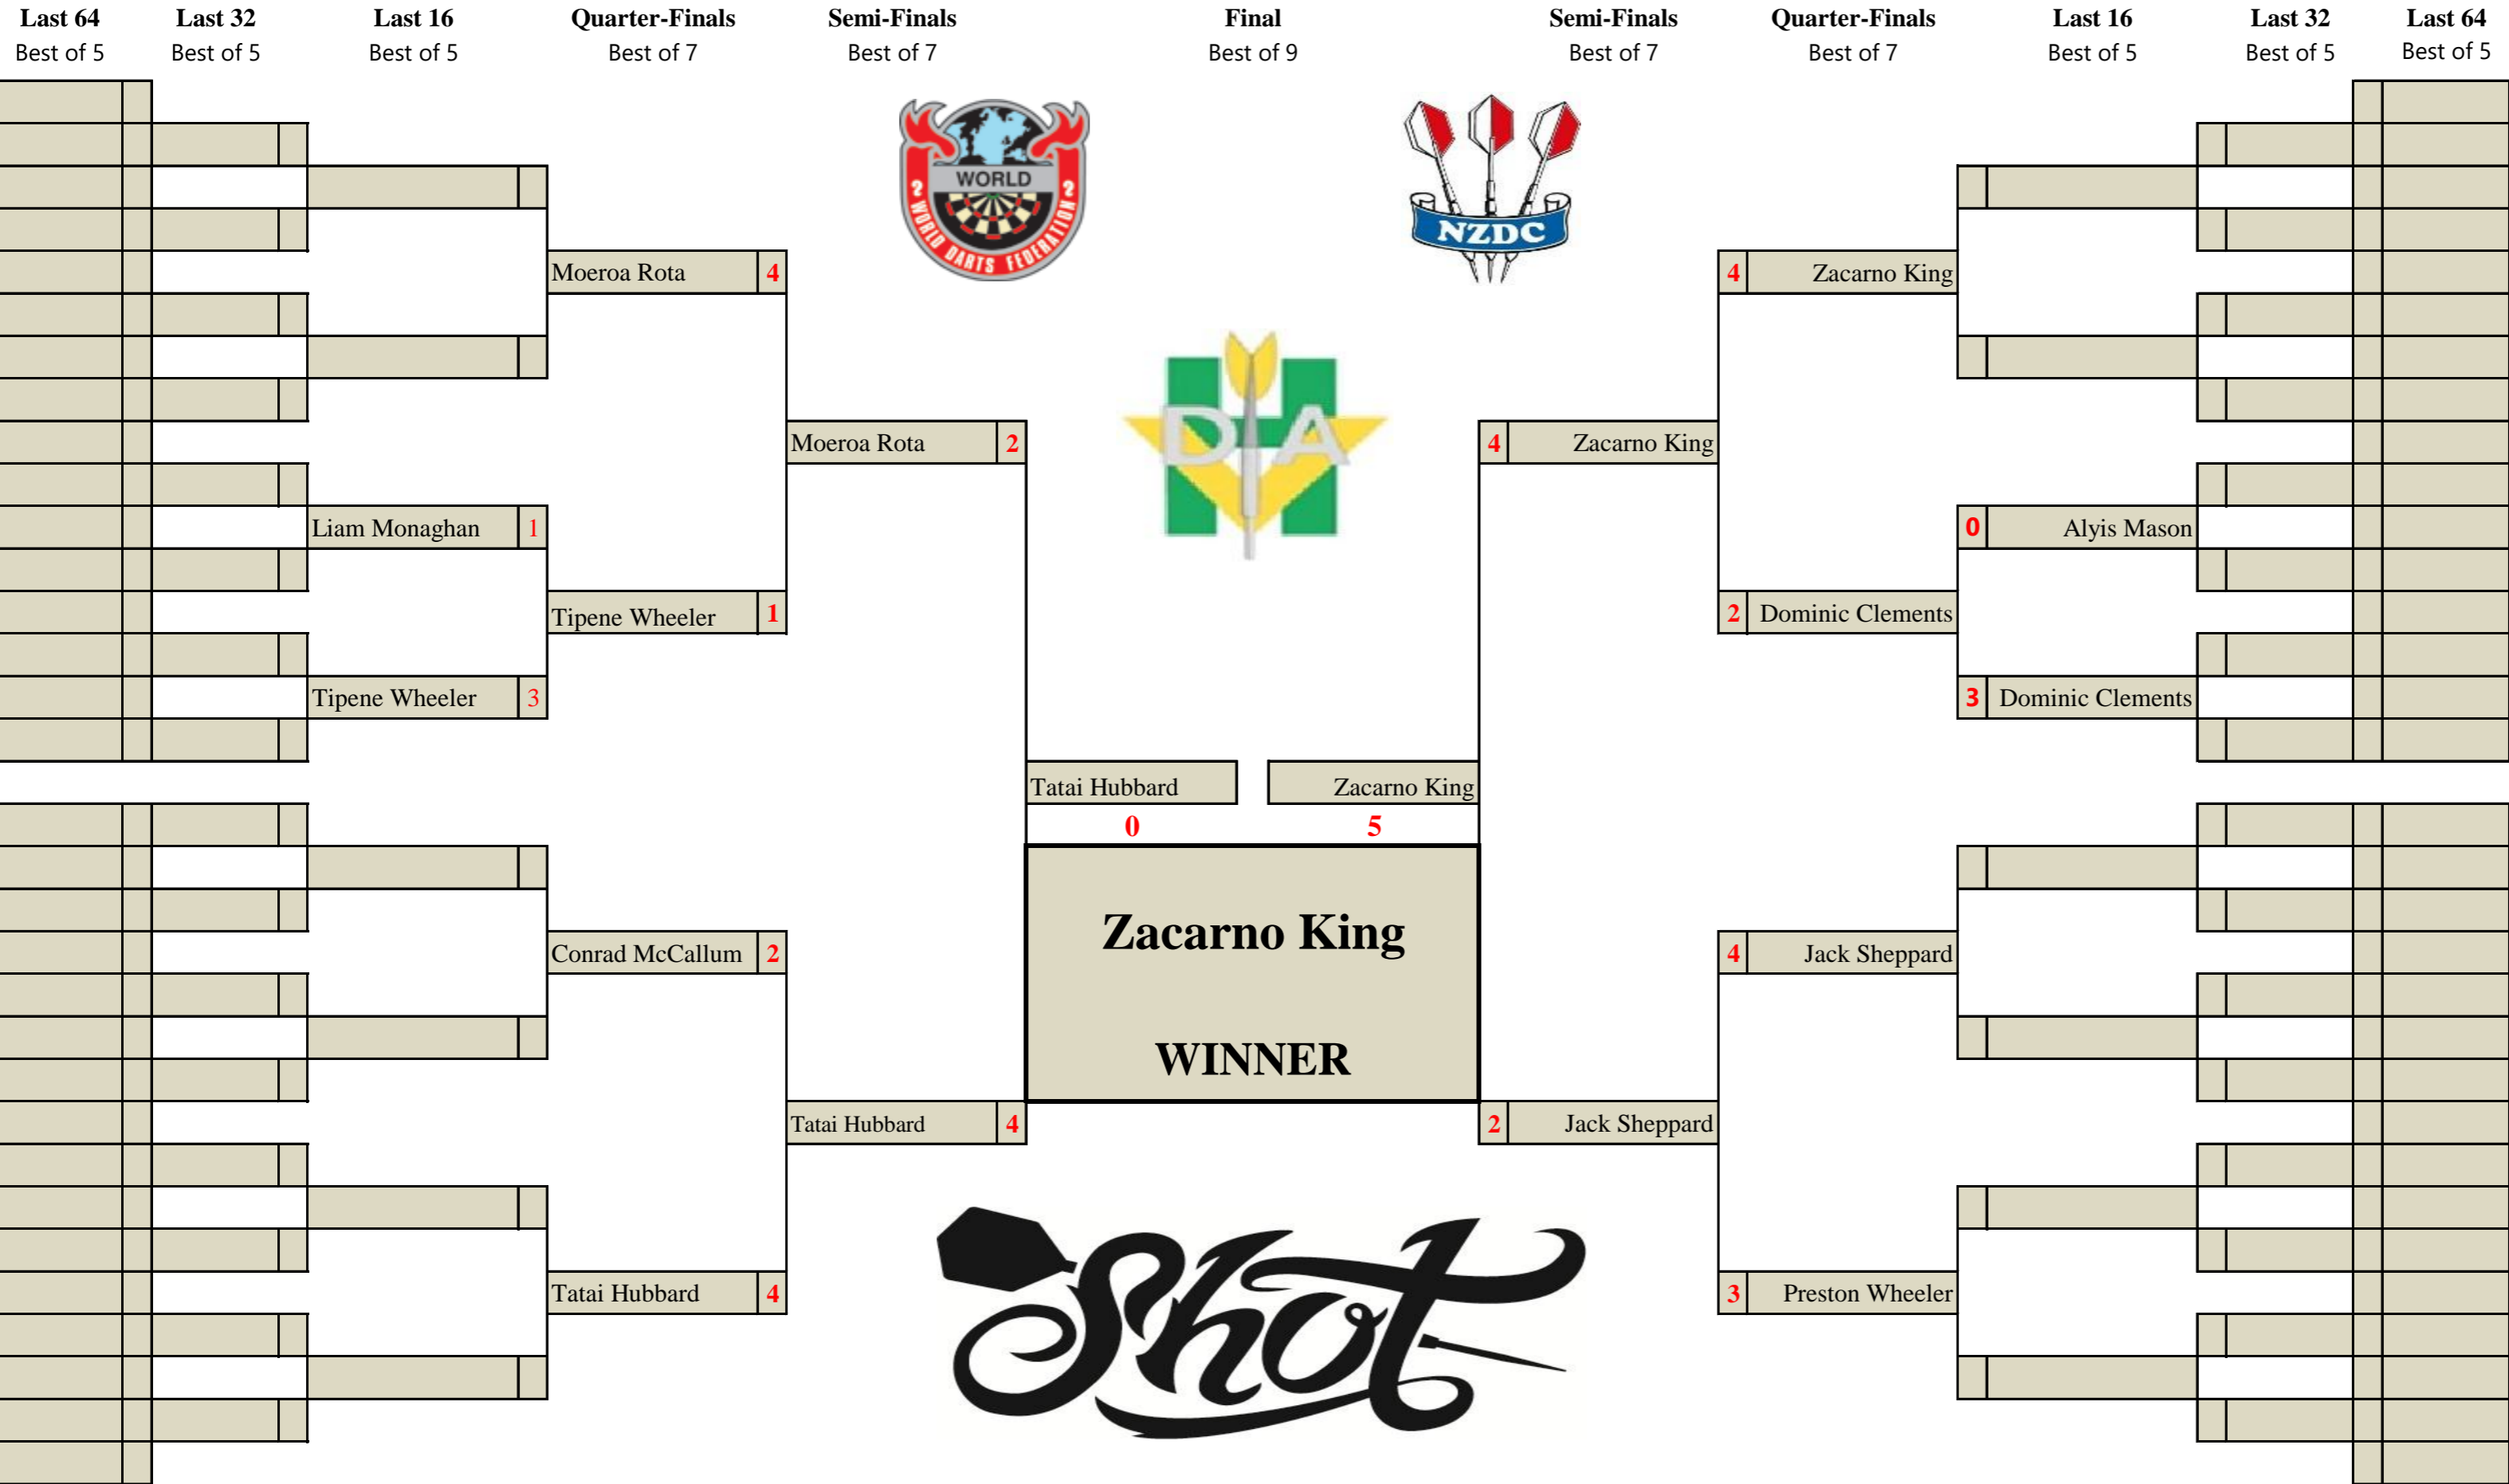 Last 64 Last 32 Last 16 Quarter-Finals Semi-Finals Final Semi-Finals Quarter-Finals Last 16 Last 32 Last 64
Best of 5 Best of 5 Best of 5 Best of 7 Best of 7 Best of 9 Best of 7 Best of 7 Best of 5 Best of 5 Best of 5
WORLD
2 WORLD DARTS FEDERATION 2
NZDC
Moeroa Rota 4
4 Zacarno King
D A
Moeroa Rota 2
4 Zacarno King
Liam Monaghan 1
0 Alyis Mason
Tipene Wheeler 1
2 Dominic Clements
Tipene Wheeler 3
3 Dominic Clements
Tatai Hubbard Zacarno King
0 5
Zacarno King
Conrad McCallum 2
4 Jack Sheppard
WINNER
Tatai Hubbard 4
2 Jack Sheppard
Shot
Tatai Hubbard 4
3 Preston Wheeler